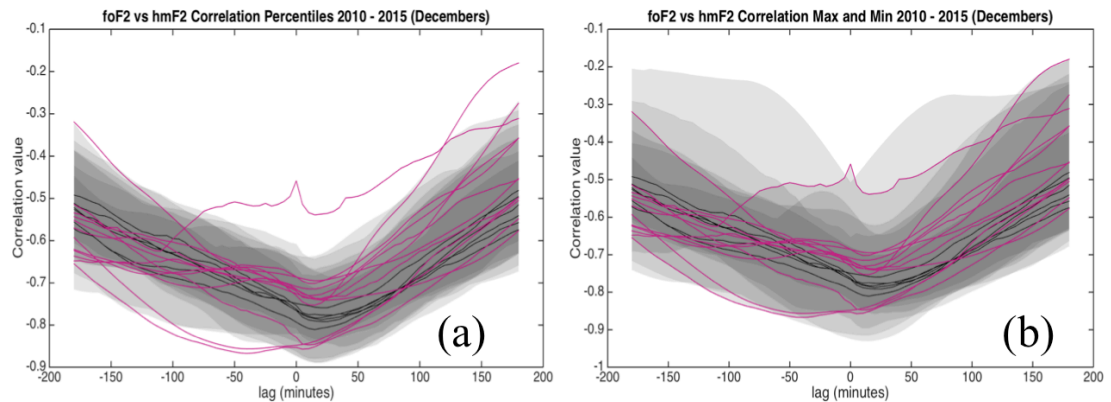 foF2 vs hmF2 Correlation Percentiles 2010 - 2015 (Decembers)
-0.1
-0.2
-0.3
-0.4
-0.5
-0.6
-0.7
-0.8
-0.9
Correlation value
-200 -150 -100 -50 0 50 100 150 200
lag (minutes)
(a)
foF2 vs hmF2 Correlation Max and Min 2010 - 2015 (Decembers)
-0.1
-0.2
-0.3
-0.4
-0.5
-0.6
-0.7
-0.8
-0.9
-1
Correlation value
-200 -150 -100 -50 0 50 100 150 200
lag (minutes)
(b)